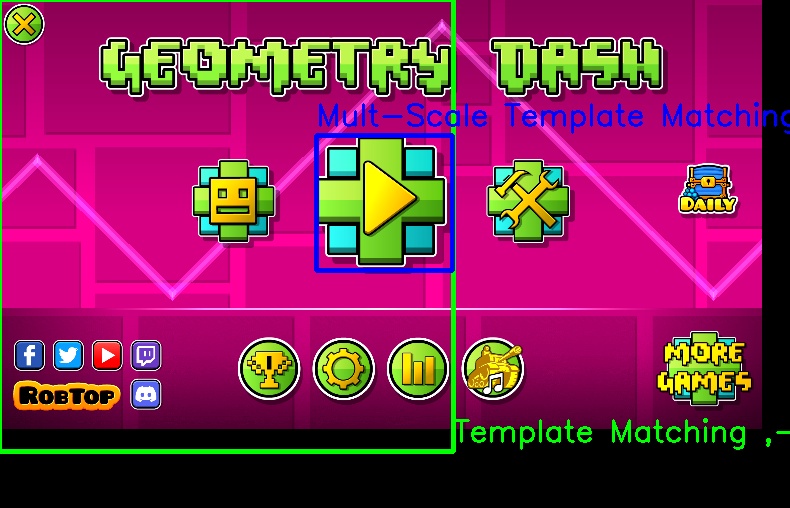 GEOMETRY DASH
Mult-Scale Template Matching
DAILY
f
MORE
GAMES
ROBTOP
Template Matching ,-